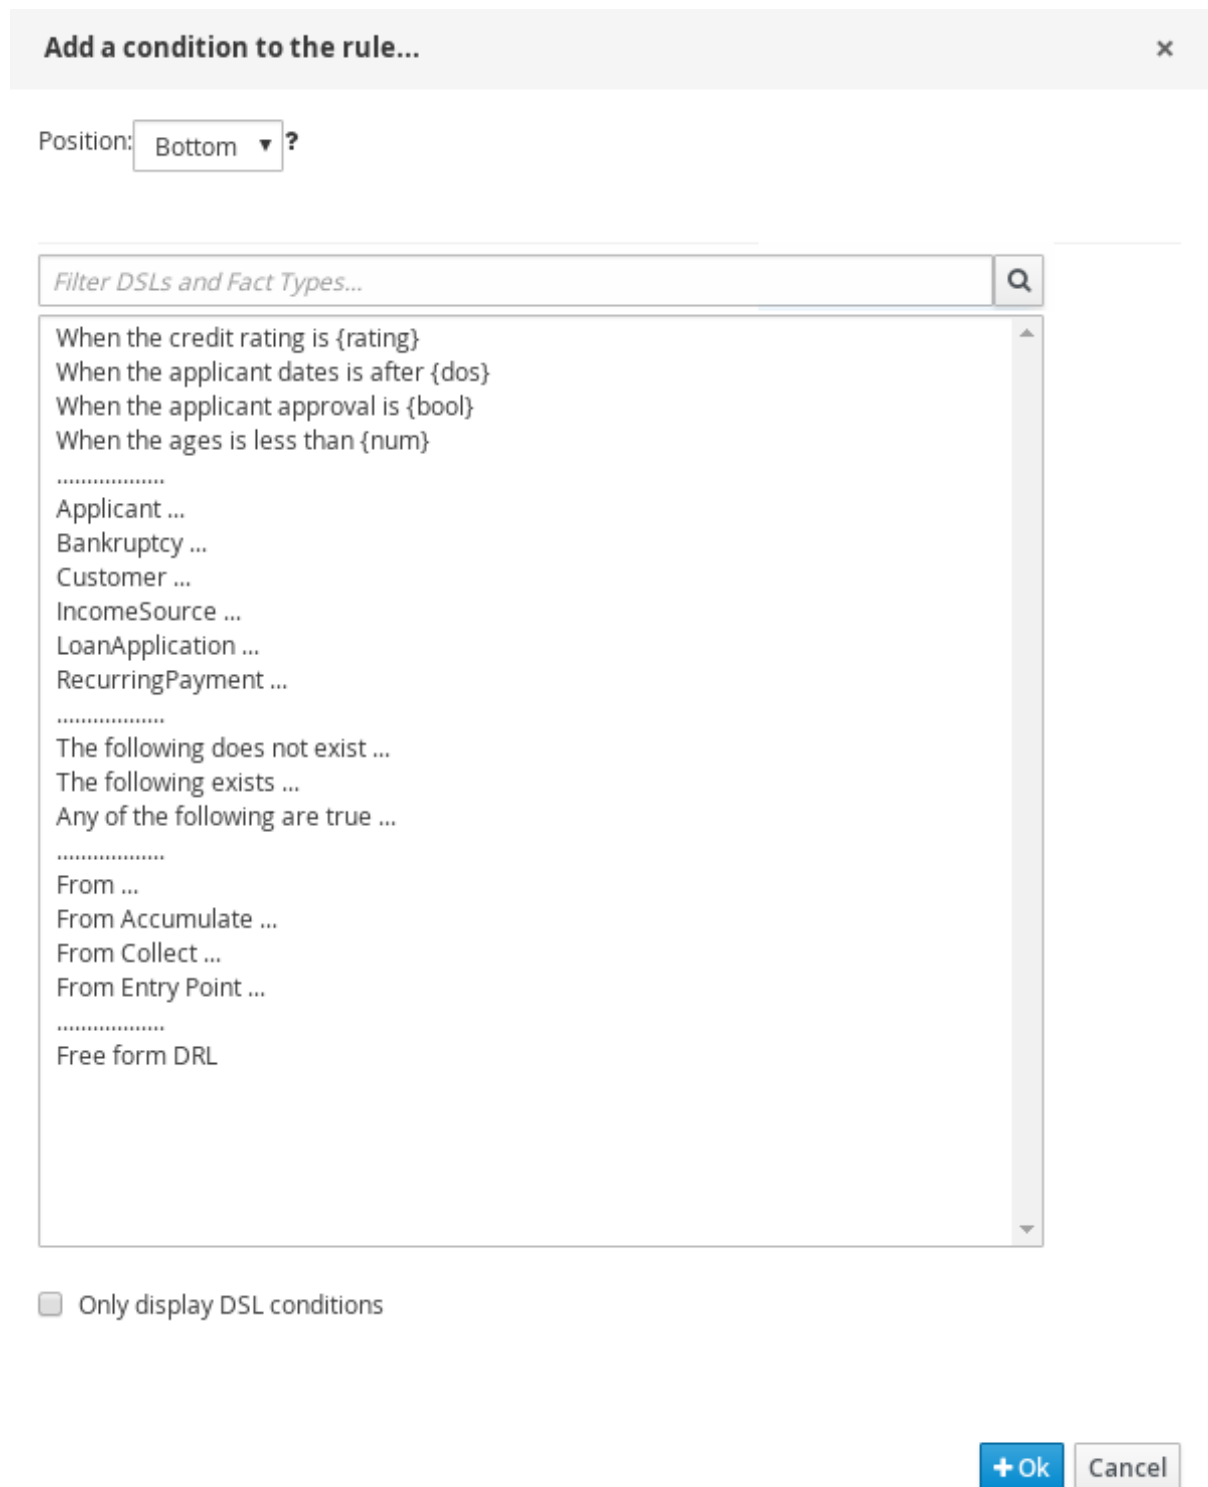 Add a condition to the rule...
×
Position: Bottom ▼ ?
Filter DSLs and Fact Types...
When the credit rating is {rating}
When the applicant dates is after {dos}
When the applicant approval is {bool}
When the ages is less than {num}
..................
Applicant ...
Bankruptcy ...
Customer ...
IncomeSource ...
LoanApplication ...
RecurringPayment ...
..................
The following does not exist ...
The following exists ...
Any of the following are true ...
..................
From ...
From Accumulate ...
From Collect ...
From Entry Point ...
..................
Free form DRL
Only display DSL conditions
+ Ok Cancel